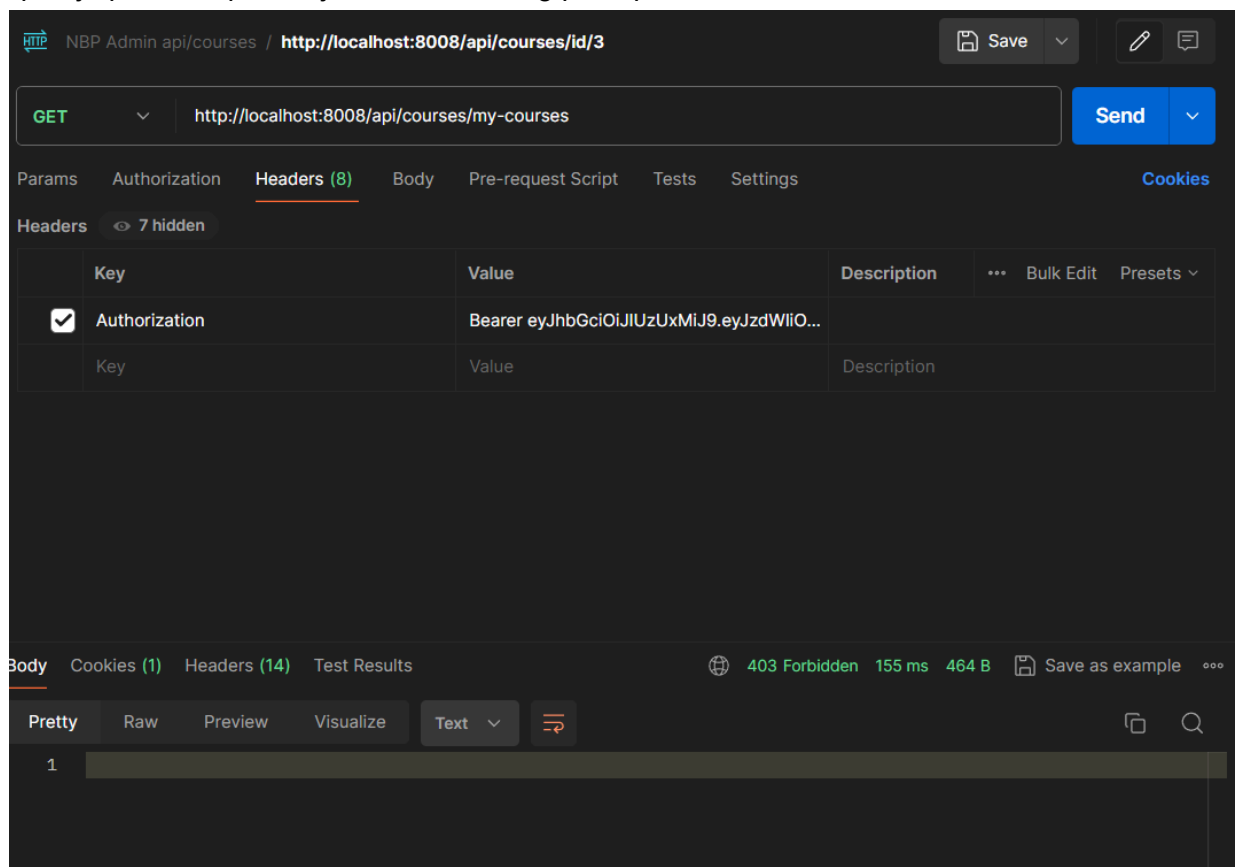 HTTP NBP Admin api/courses / http://localhost:8008/api/courses/id/3 Save
GET http://localhost:8008/api/courses/my-courses Send
Params Authorization Headers (8) Body Pre-request Script Tests Settings Cookies
Headers 7 hidden
Key Value Description ••• Bulk Edit Presets
Authorization Bearer eyJhbGciOiJIUzUxMiJ9.eyJzdWIiO...
Key Value Description
Body Cookies (1) Headers (14) Test Results 403 Forbidden 155 ms 464 B Save as example
Pretty Raw Preview Visualize Text
1